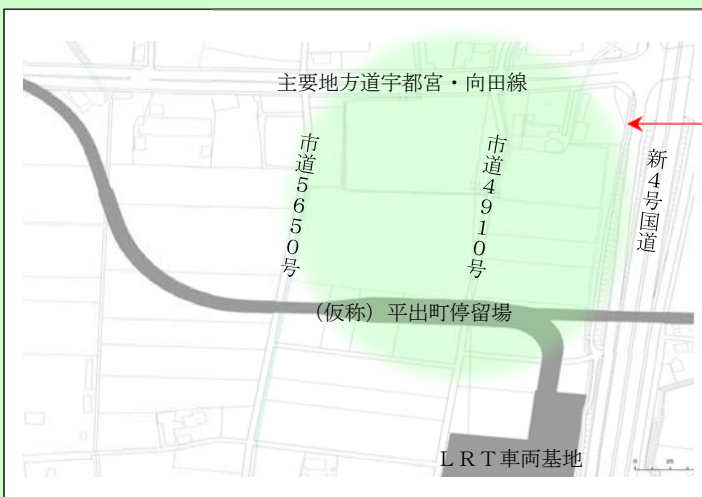 主要地方道宇都宮・向田線
市道5650号
市道4910号
新4号国道
（仮称）平出町停留場
ＬＲＴ車両基地